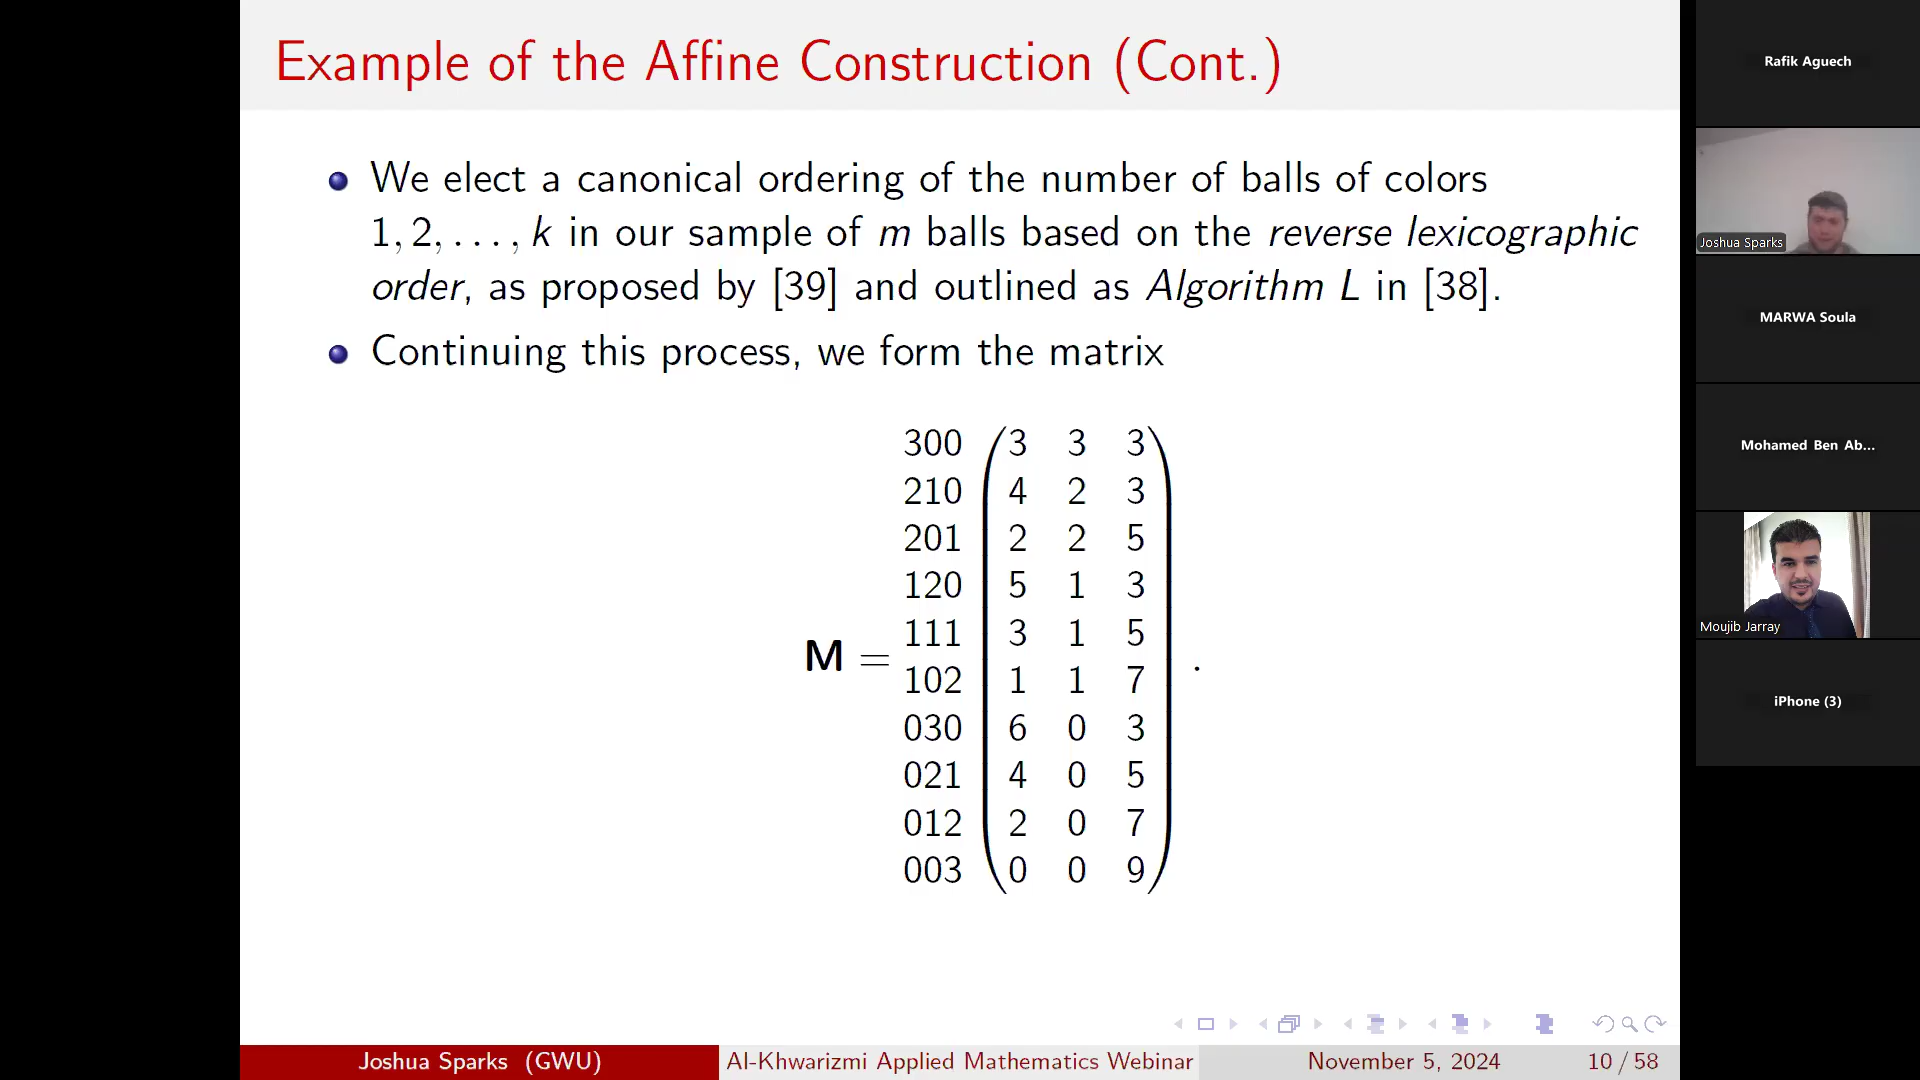 Example of the Affine Construction (Cont.)
We elect a canonical ordering of the number of balls of colors
1, 2, . . . , k in our sample of m balls based on the reverse lexicographic
order, as proposed by [39] and outlined as Algorithm L in [38].
Continuing this process, we form the matrix
300 3 3 3
210 4 2 3
201 2 2 5
120 5 1 3
111 3 1 5
M = .
102 1 1 7
030 6 0 3
021 4 0 5
012 2 0 7
003 0 0 9
Joshua Sparks (GWU) Al-Khwarizmi Applied Mathematics Webinar November 5, 2024 10 / 58
Rafik Aguech
Joshua Sparks
MARWA Soula
Mohamed Ben Ab...
Moujib Jarray
iPhone (3)